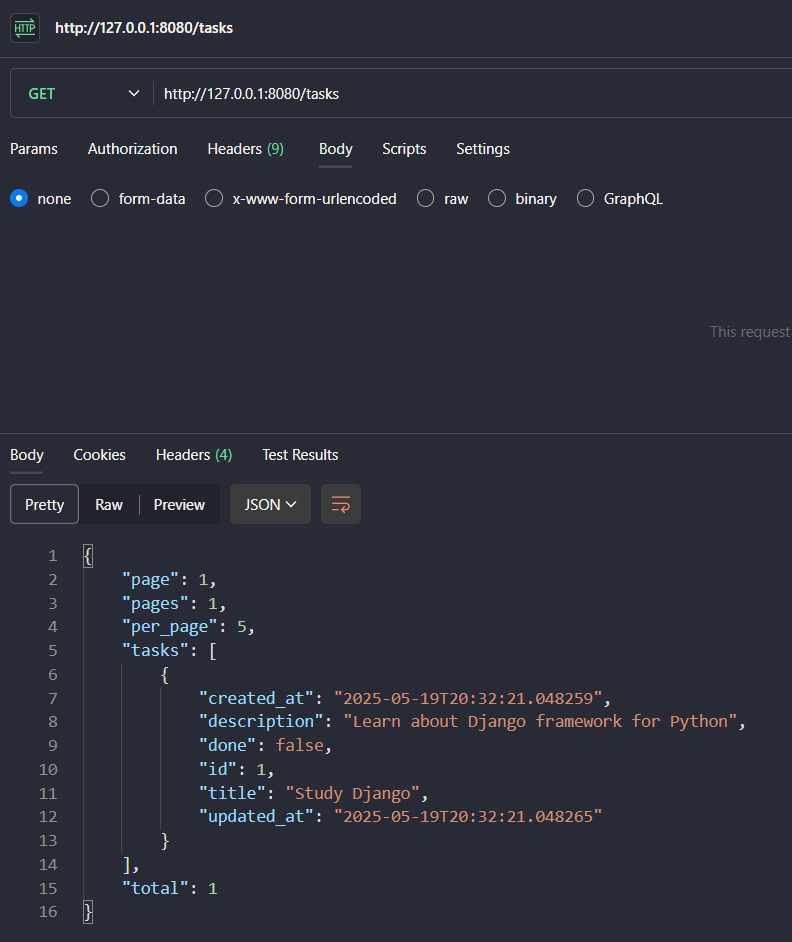 HTTP http://127.0.0.1:8080/tasks
GET http://127.0.0.1:8080/tasks
Params Authorization Headers (9) Body Scripts Settings
none form-data x-www-form-urlencoded raw binary GraphQL
This request
Body Cookies Headers (4) Test Results
Pretty Raw Preview JSON
1 {
2 "page": 1,
3 "pages": 1,
4 "per_page": 5,
5 "tasks": [
6 {
7 "created_at": "2025-05-19T20:32:21.048259",
8 "description": "Learn about Django framework for Python",
9 "done": false,
10 "id": 1,
11 "title": "Study Django",
12 "updated_at": "2025-05-19T20:32:21.048265"
13 }
14 ],
15 "total": 1
16 }